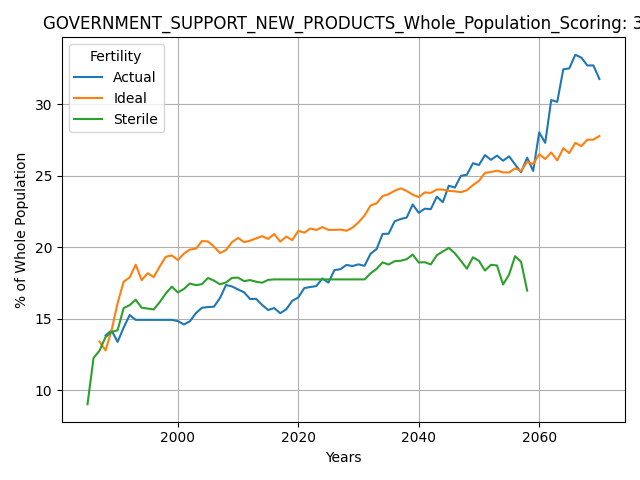 GOVERNMENT_SUPPORT_NEW_PRODUCTS_Whole_Population_Scoring: 3
Fertility
Actual
Ideal
Sterile
% of Whole Population
30
25
20
15
10
2000 2020 2040 2060
Years